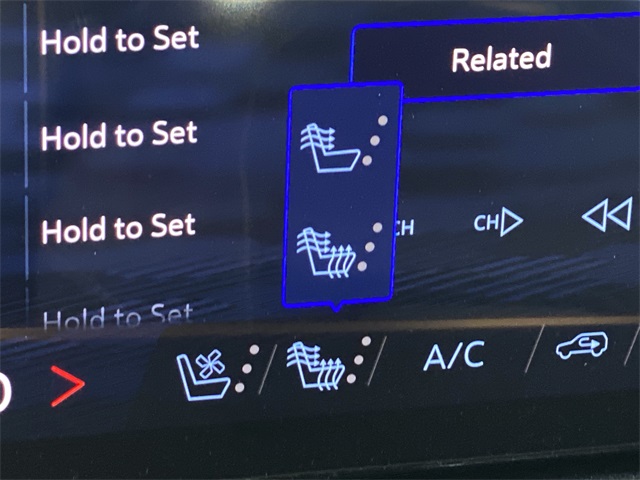 Hold to Set
Related
Hold to Set
Hold to Set
CH
CH
Hold to Set
A/C